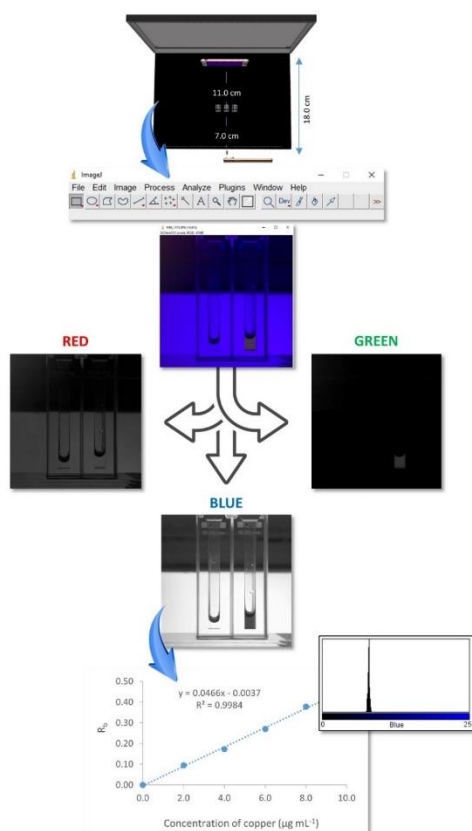 11.0 cm
7.0 cm
18.0 cm
ImageJ
File Edit Image Process Analyze Plugins Window Help
Dev
RED
GREEN
BLUE
y = 0.0466x - 0.0037
R² = 0.9984
0.50
0.40
0.30
0.20
0.10
0.00
0.0 2.0 4.0 6.0 8.0 10.0
Concentration of copper (µg mL⁻¹)
0 Blue